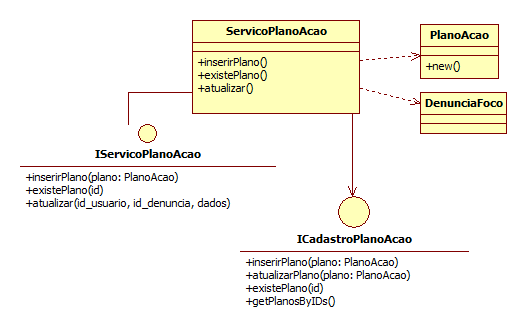 ServicoPlanoAcao
+inserirPlano()
+existePlano()
+atualizar()
PlanoAcao
+new()
DenunciaFoco
IServicoPlanoAcao
+inserirPlano(plano: PlanoAcao)
+existePlano(id)
+atualizar(id_usuario, id_denuncia, dados)
ICadastroPlanoAcao
+inserirPlano(plano: PlanoAcao)
+atualizarPlano(plano: PlanoAcao)
+existePlano(id)
+getPlanosByIDs()